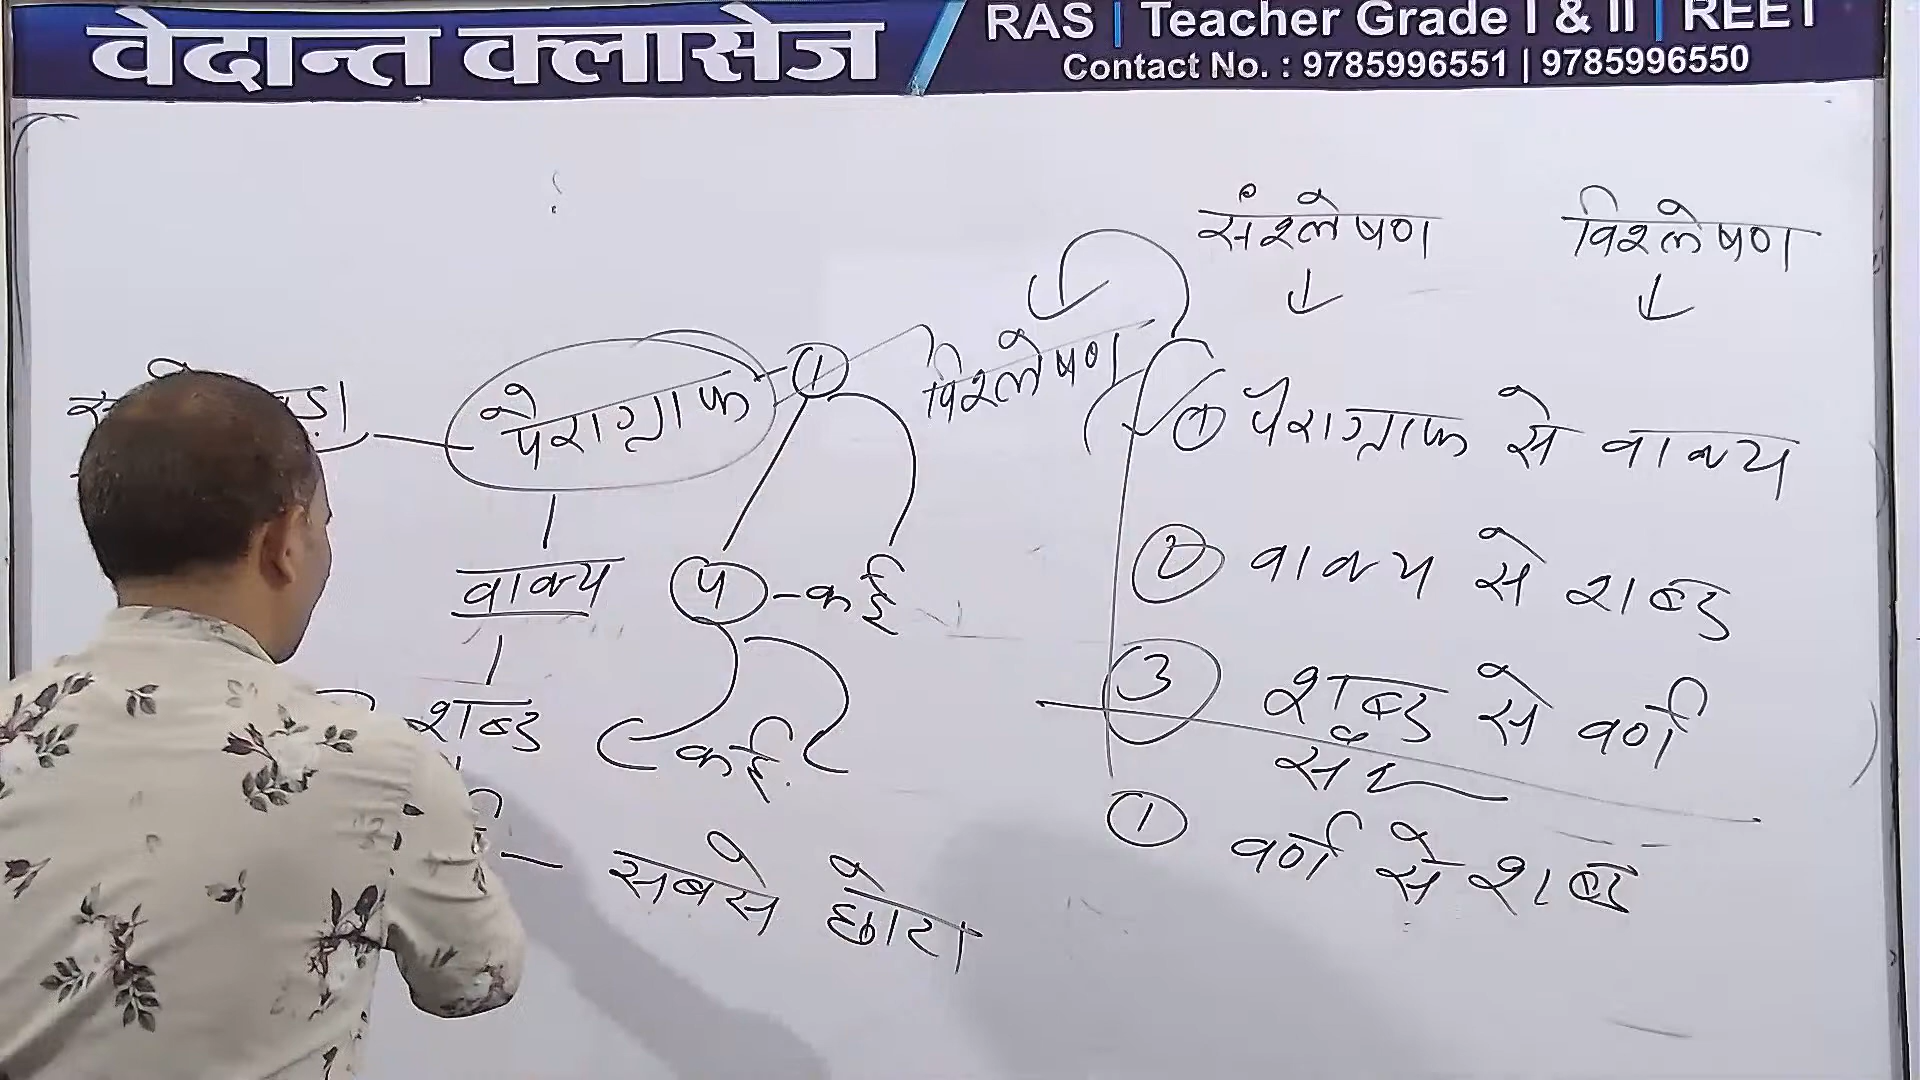 वेदान्त क्लासेज
RAS | Teacher Grade I & II | REET
Contact No. : 9785996551 | 9785996550
संश्लेषण
विश्लेषण
पैराग्राफ - 1
विश्लेषण
वाक्य
५ - कई
शब्द
कई
— सबसे छोटा
① पैराग्राफ से वाक्य
② वाक्य से शब्द
③ शब्द से वर्ण
① वर्ण से शब्द